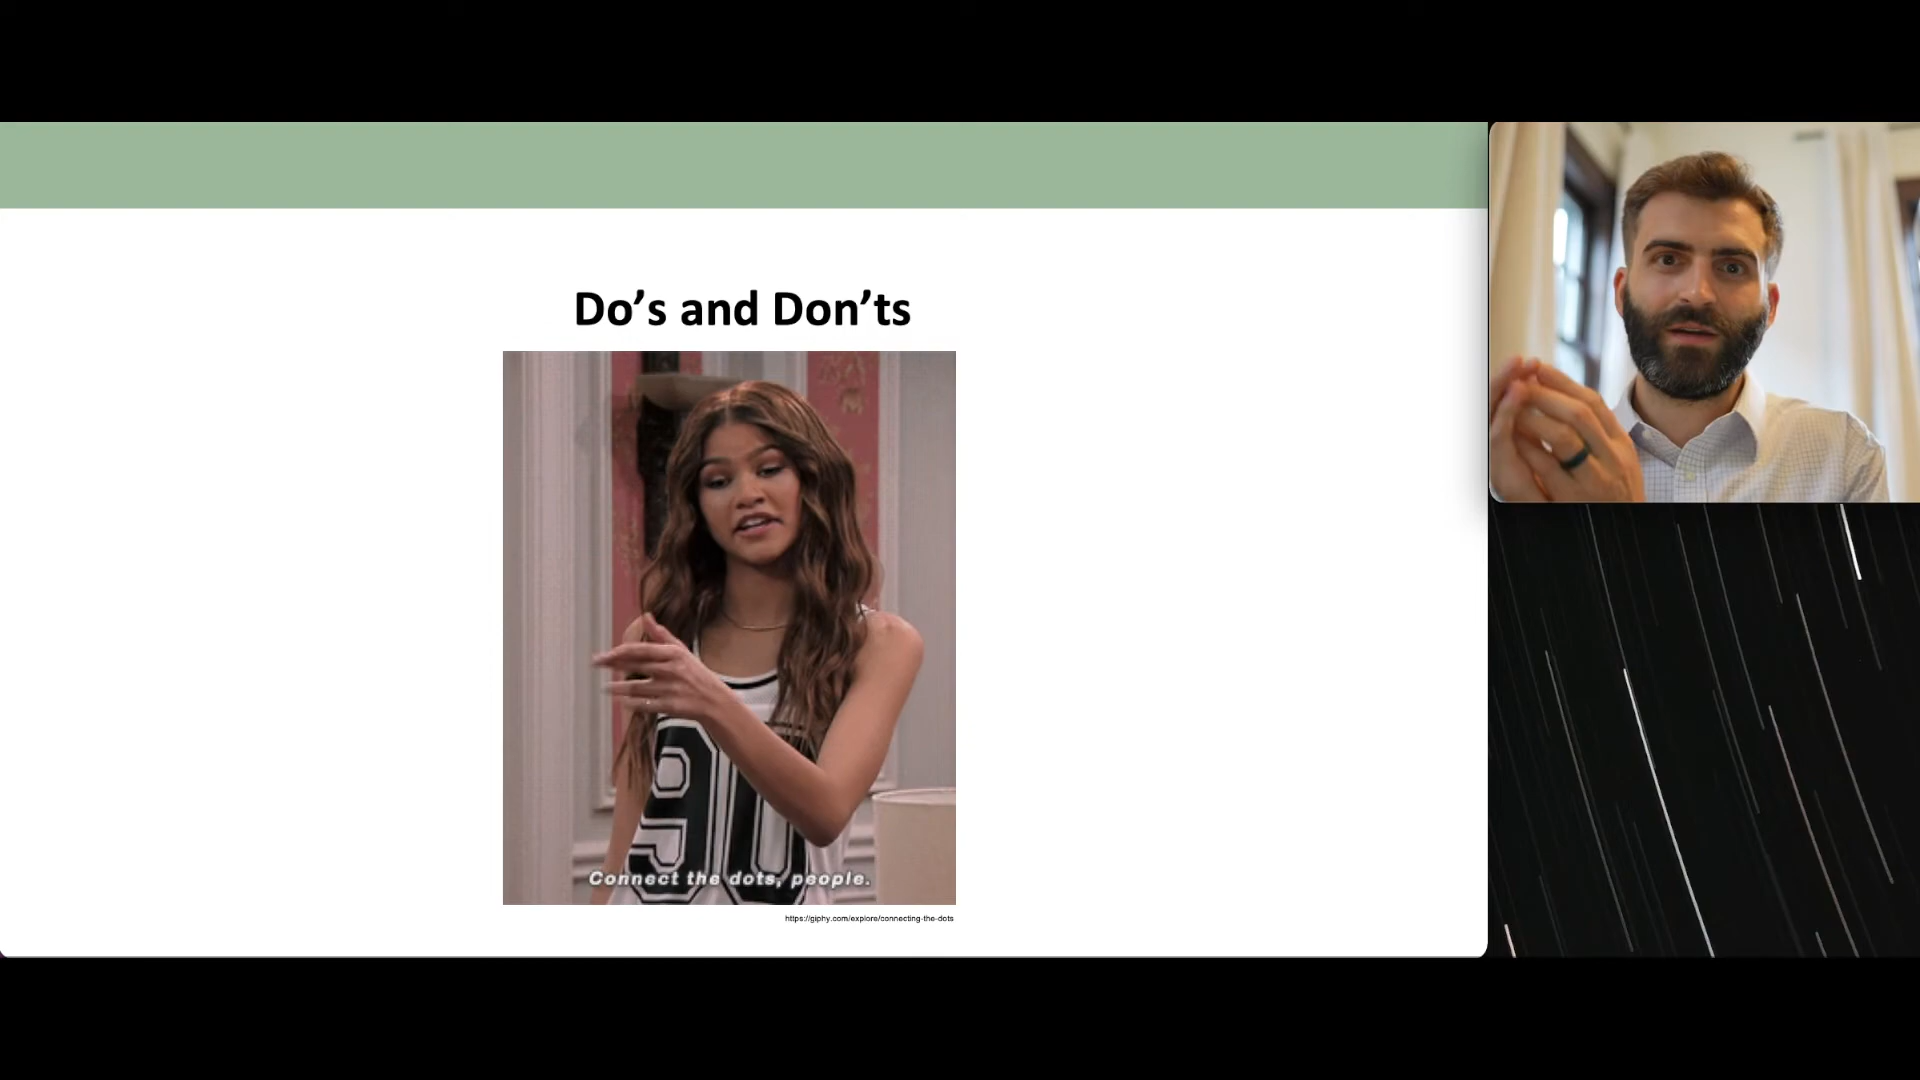 Do’s and Don’ts
90
Connect the dots, people.
https://giphy.com/explore/connecting-the-dots